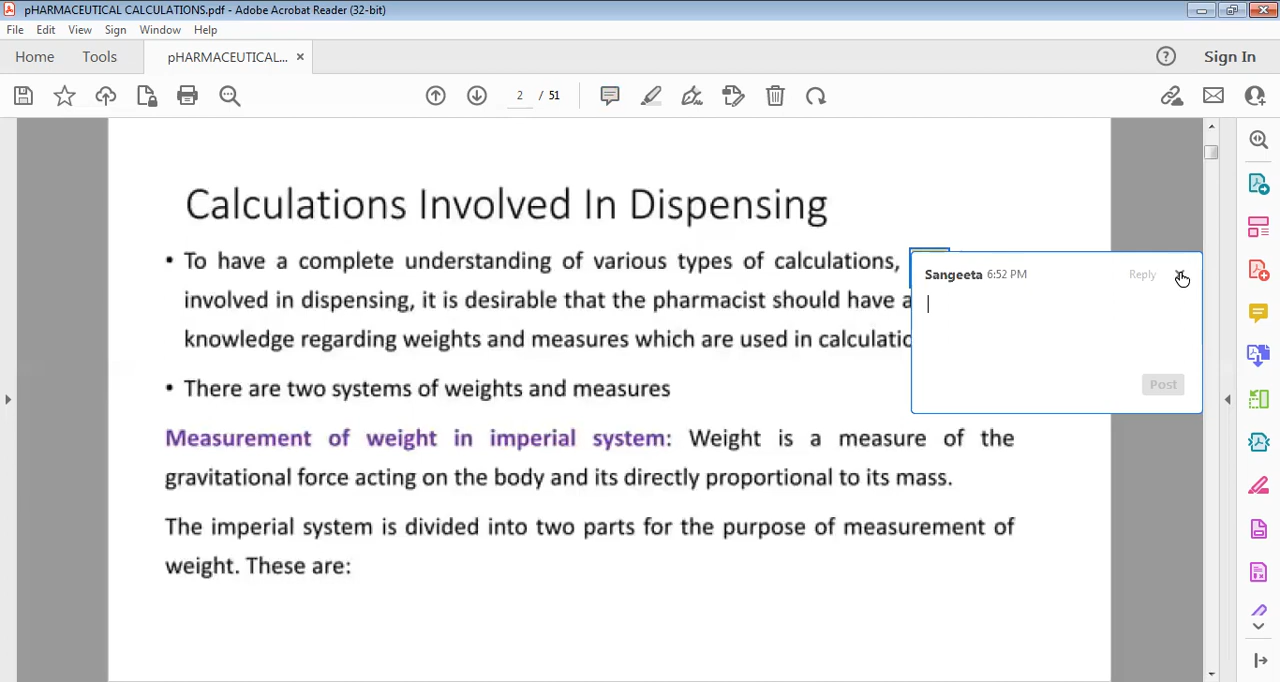 pHARMACEUTICAL CALCULATIONS.pdf - Adobe Acrobat Reader (32-bit)
File Edit View Sign Window Help
Home Tools pHARMACEUTICAL... × Sign In
2 / 51
Calculations Involved In Dispensing
• To have a complete understanding of various types of calculations,
involved in dispensing, it is desirable that the pharmacist should have a
knowledge regarding weights and measures which are used in
Sangeeta 6:52 PM Reply
Post
• There are two systems of weights and measures
Measurement of weight in imperial system: Weight is a measure of the
gravitational force acting on the body and its directly proportional to its mass.
The imperial system is divided into two parts for the purpose of measurement of
weight. These are: